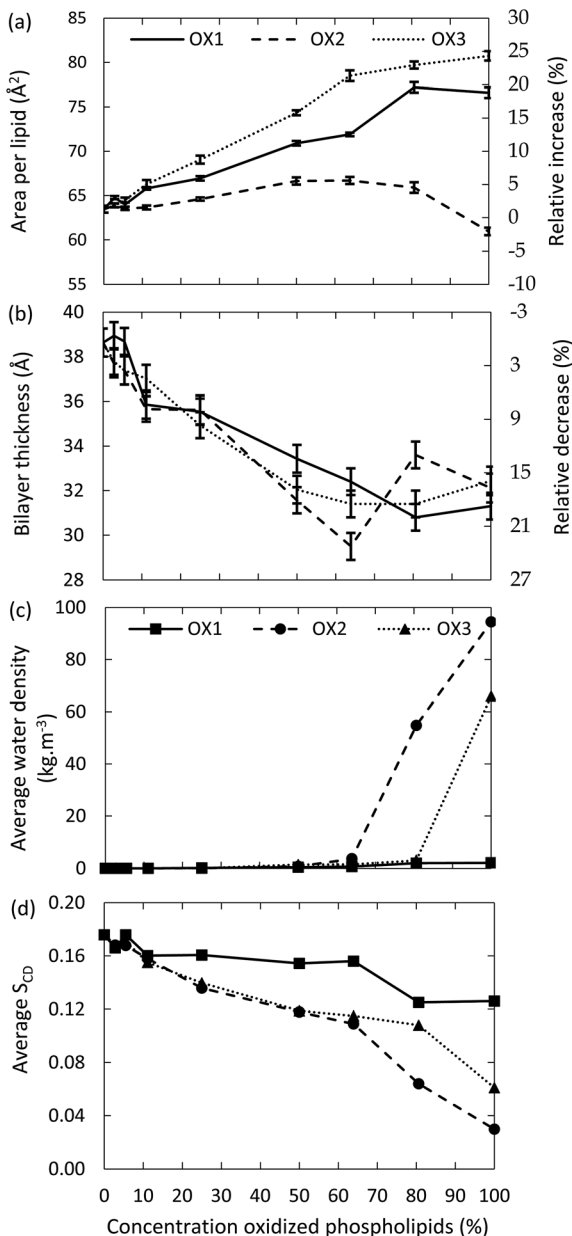 (a)
OX1 OX2 OX3
85
80
75
70
65
60
55
Area per lipid (Å²)
30
25
20
15
10
5
0
-5
-10
Relative increase (%)
(b)
40
38
36
34
32
30
28
Bilayer thickness (Å)
-3
3
9
15
21
27
Relative decrease (%)
(c)
OX1 OX2 OX3
100
80
60
40
20
0
Average water density
(kg.m-3)
(d)
0.20
0.16
0.12
0.08
0.04
0.00
Average SCD
0 10 20 30 40 50 60 70 80 90 100
Concentration oxidized phospholipids (%)